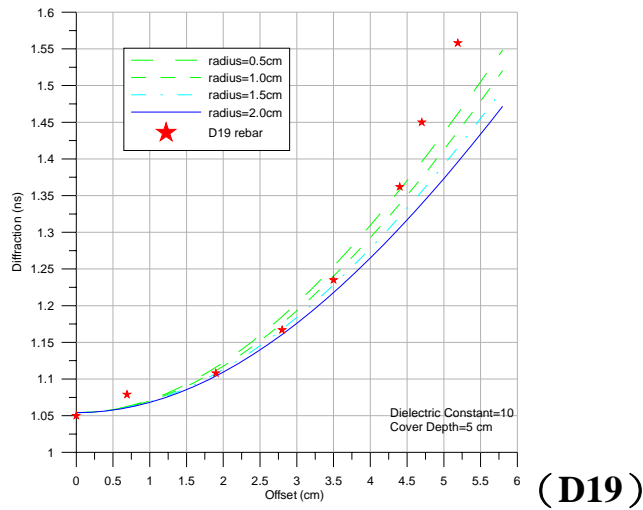 1.6
1.55
1.5
1.45
1.4
1.35
1.3
1.25
1.2
1.15
1.1
1.05
1
Diffraction (ns)
radius=0.5cm
radius=1.0cm
radius=1.5cm
radius=2.0cm
D19 rebar
Dielectric Constant=10
Cover Depth=5 cm
0 0.5 1 1.5 2 2.5 3 3.5 4 4.5 5 5.5 6
Offset (cm)
（D19）